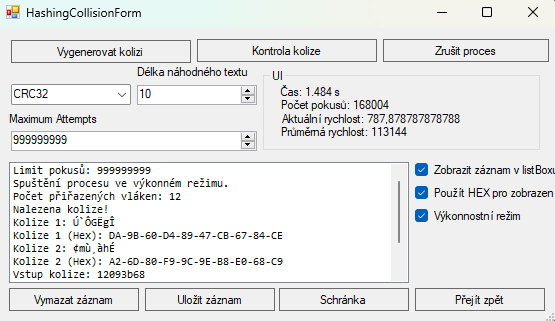 HashingCollisionForm
Vygenerovat kolizi
Kontrola kolize
Zrušit proces
Délka náhodného textu
CRC32
10
Maximum Attempts
999999999
UI
Čas: 1.484 s
Počet pokusů: 168004
Aktuální rychlost: 787,878787878788
Průměrná rychlost: 113144
Limit pokusů: 999999999
Spuštění procesu ve výkonném režimu.
Počet přiřazených vláken: 12
Nalezena kolize!
Kolize 1: Ú`ÔGËgÎ
Kolize 1 (Hex): DA-9B-60-D4-89-47-CB-67-84-CE
Kolize 2: ¢mù¸àhÉ
Kolize 2 (Hex): A2-6D-80-F9-9C-9E-B8-E0-68-C9
Vstup kolize: 12093b68
Zobrazit záznam v listBoxu
Použít HEX pro zobrazen
Výkonnostní režim
Vymazat záznam
Uložit záznam
Schránka
Přejít zpět